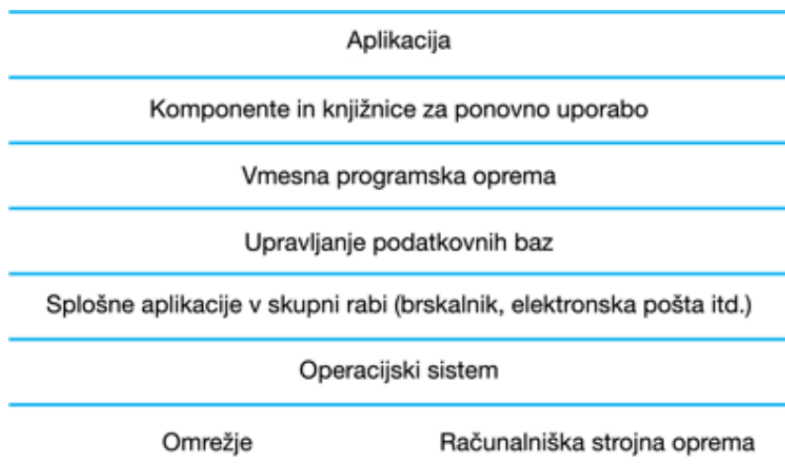 Aplikacija
Komponente in knjižnice za ponovno uporabo
Vmesna programska oprema
Upravljanje podatkovnih baz
Splošne aplikacije v skupni rabi (brskalnik, elektronska pošta itd.)
Operacijski sistem
Omrežje Računalniška strojna oprema